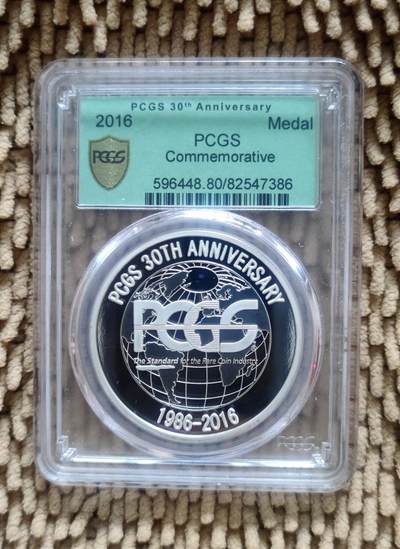 PCGS 30th Anniversary
2016 Medal
PCGS
PCGS
Commemorative
596448.80/82547386
PCGS 30TH ANNIVERSARY
PCGS
The Standard for the Rare Coin Industry
1986-2016
PCGS